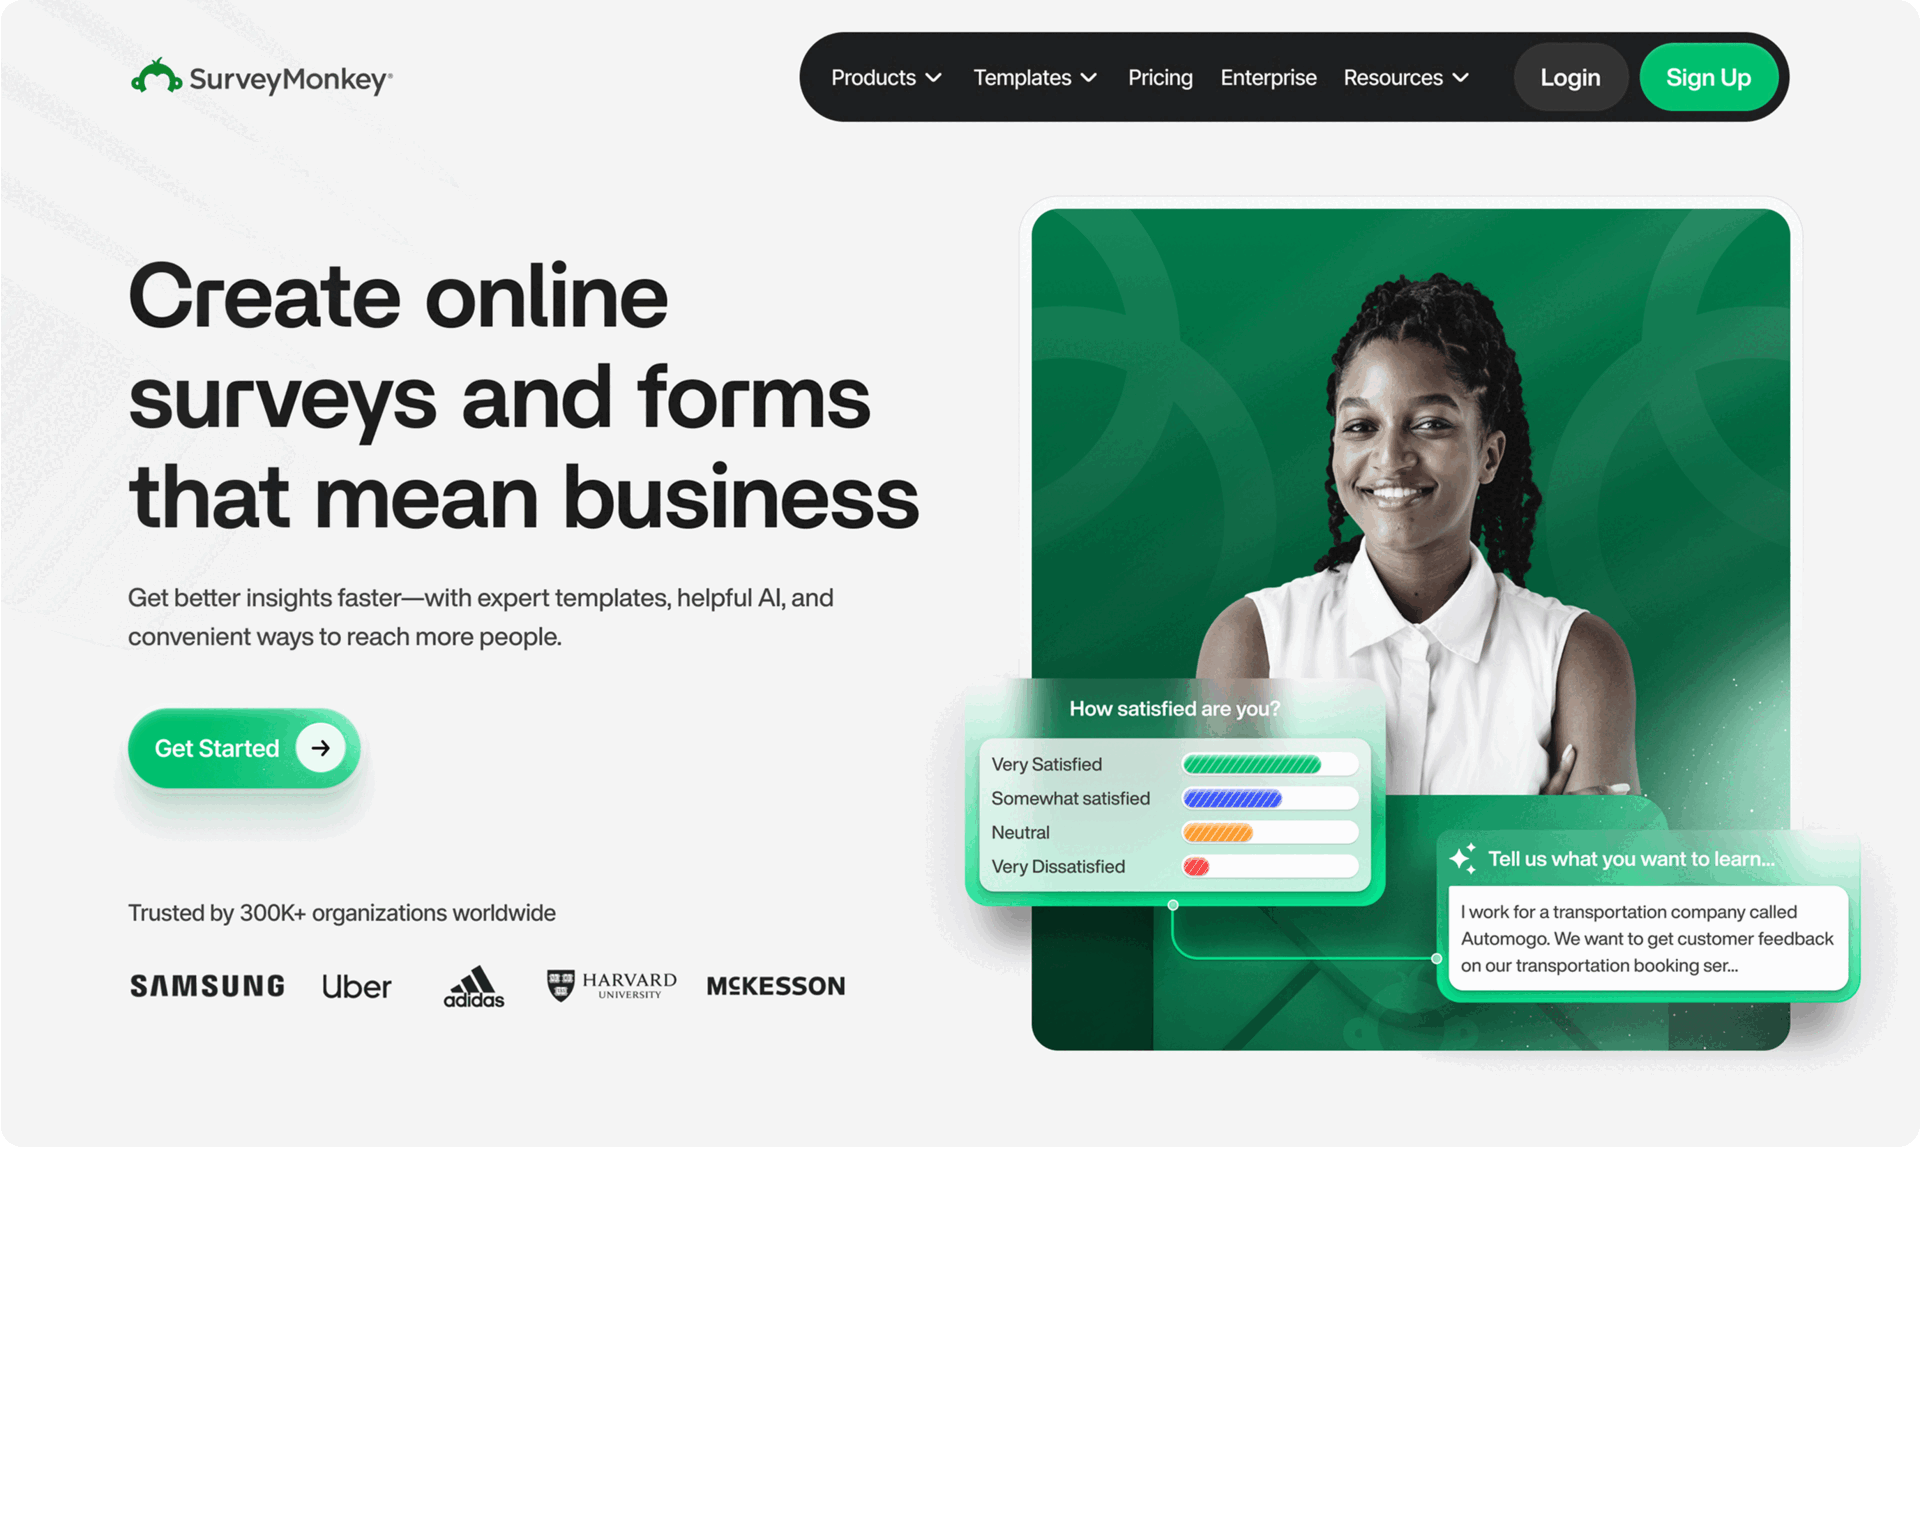 SurveyMonkey®
Products
Templates
Pricing
Enterprise
Resources
Login
Sign Up
Create online
surveys and forms
that mean business
Get better insights faster—with expert templates, helpful AI, and
convenient ways to reach more people.
Get Started
Trusted by 300K+ organizations worldwide
SAMSUNG
Uber
adidas
HARVARD
UNIVERSITY
MCKESSON
How satisfied are you?
Very Satisfied
Somewhat satisfied
Neutral
Very Dissatisfied
Tell us what you want to learn...
I work for a transportation company called
Automogo. We want to get customer feedback
on our transportation booking ser...